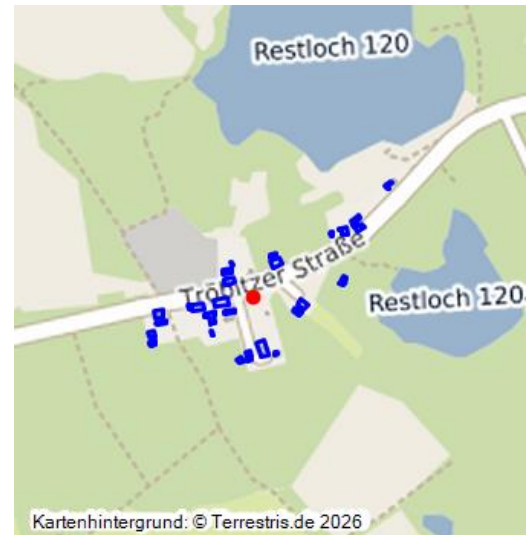 Restloch 120
Tröbitzer Straße
Restloch 120.
Kartenhintergrund: © Terrestris.de 2026